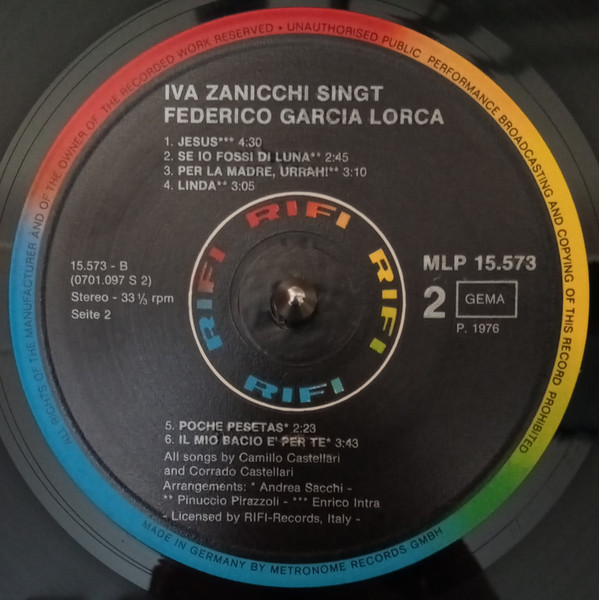 ALL RIGHTS OF THE MANUFACTURER AND OF THE OWNER OF THE RECORDED WORK RESERVED • UNAUTHORISED PUBLIC PERFORMANCE BROADCASTING AND COPYING OF THIS RECORD PROHIBITED
IVA ZANICCHI SINGT
FEDERICO GARCIA LORCA
1. JESUS*** 4:30
2. SE IO FOSSI DI LUNA** 2:45
3. PER LA MADRE, URRAH!** 3:10
4. LINDA** 3:05
RIFI RIFI RIFI RIFI RIFI
15.573 - B
(0701.097 S 2)
Stereo - 33 ⅓ rpm
Seite 2
MLP 15.573
2 GEMA
P. 1976
5. POCHE PESETAS* 2:23
6. IL MIO BACIO E' PER TE* 3:43
All songs by Camillo Castellari
and Corrado Castellari
Arrangements: * Andrea Sacchi -
** Pinuccio Pirazzoli - *** Enrico Intra
- Licensed by RIFI-Records, Italy -
MADE IN GERMANY BY METRONOME RECORDS GMBH